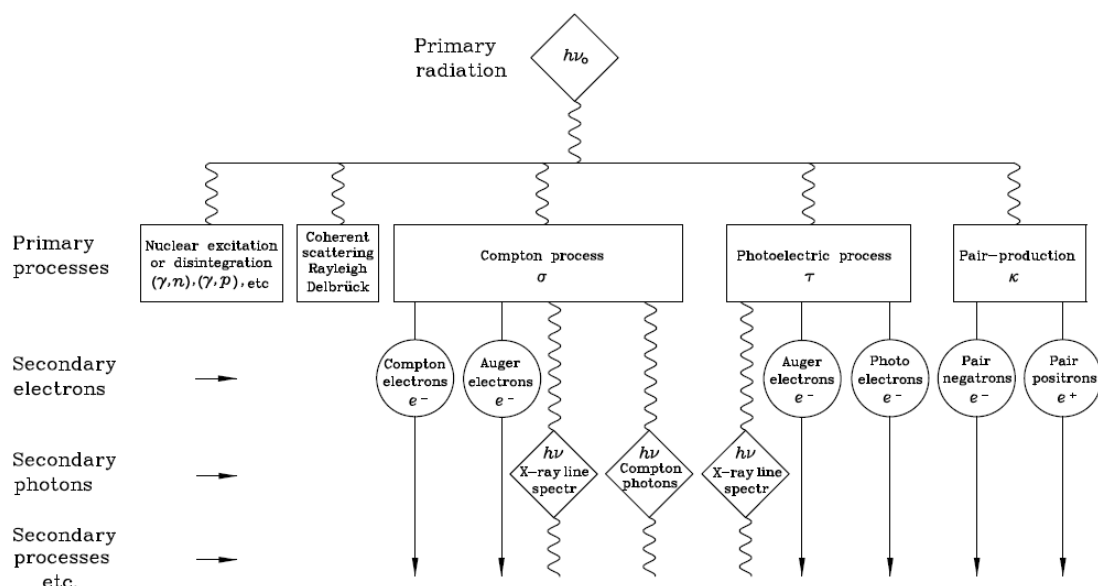 Primary
radiation
hν₀
Primary
processes
Nuclear excitation
or disintegration
(γ,n),(γ,p),etc
Coherent
scattering
Rayleigh
Delbrück
Compton process
σ
Photoelectric process
τ
Pair-production
κ
Secondary
electrons
Compton
electrons
e⁻
Auger
electrons
e⁻
Auger
electrons
e⁻
Photo
electrons
e⁻
Pair
negatrons
e⁻
Pair
positrons
e⁺
Secondary
photons
hν
X-ray line
spectr
hν
Compton
photons
hν
X-ray line
spectr
Secondary
processes
etc.